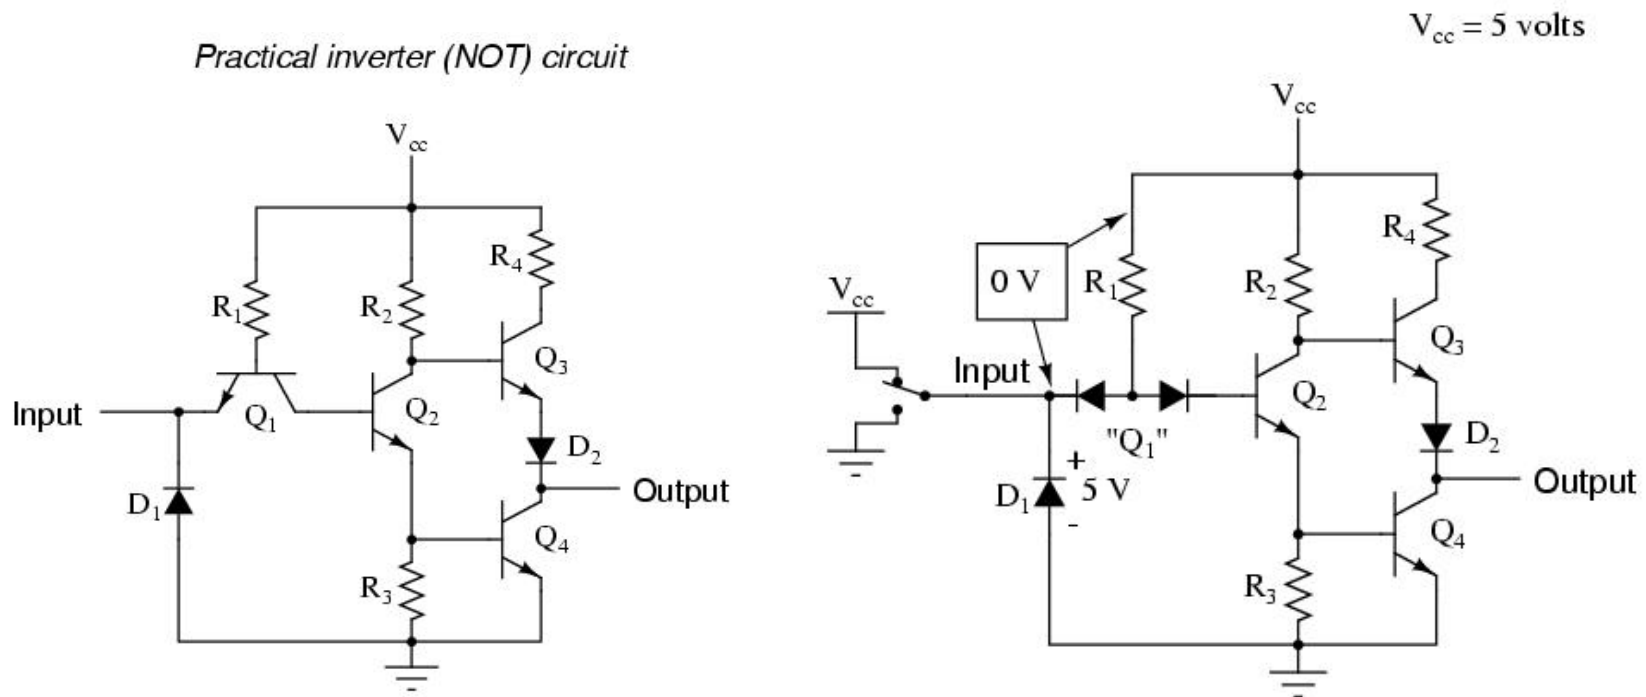 Practical inverter (NOT) circuit
Vcc
R1
R2
R4
Q1
Q2
Q3
Input
D1
D2
Output
Q4
R3
Vcc = 5 volts
Vcc
0 V
R1
R2
R4
Vcc
Input
"Q1"
Q2
Q3
+
5 V
-
D1
D2
Output
Q4
R3